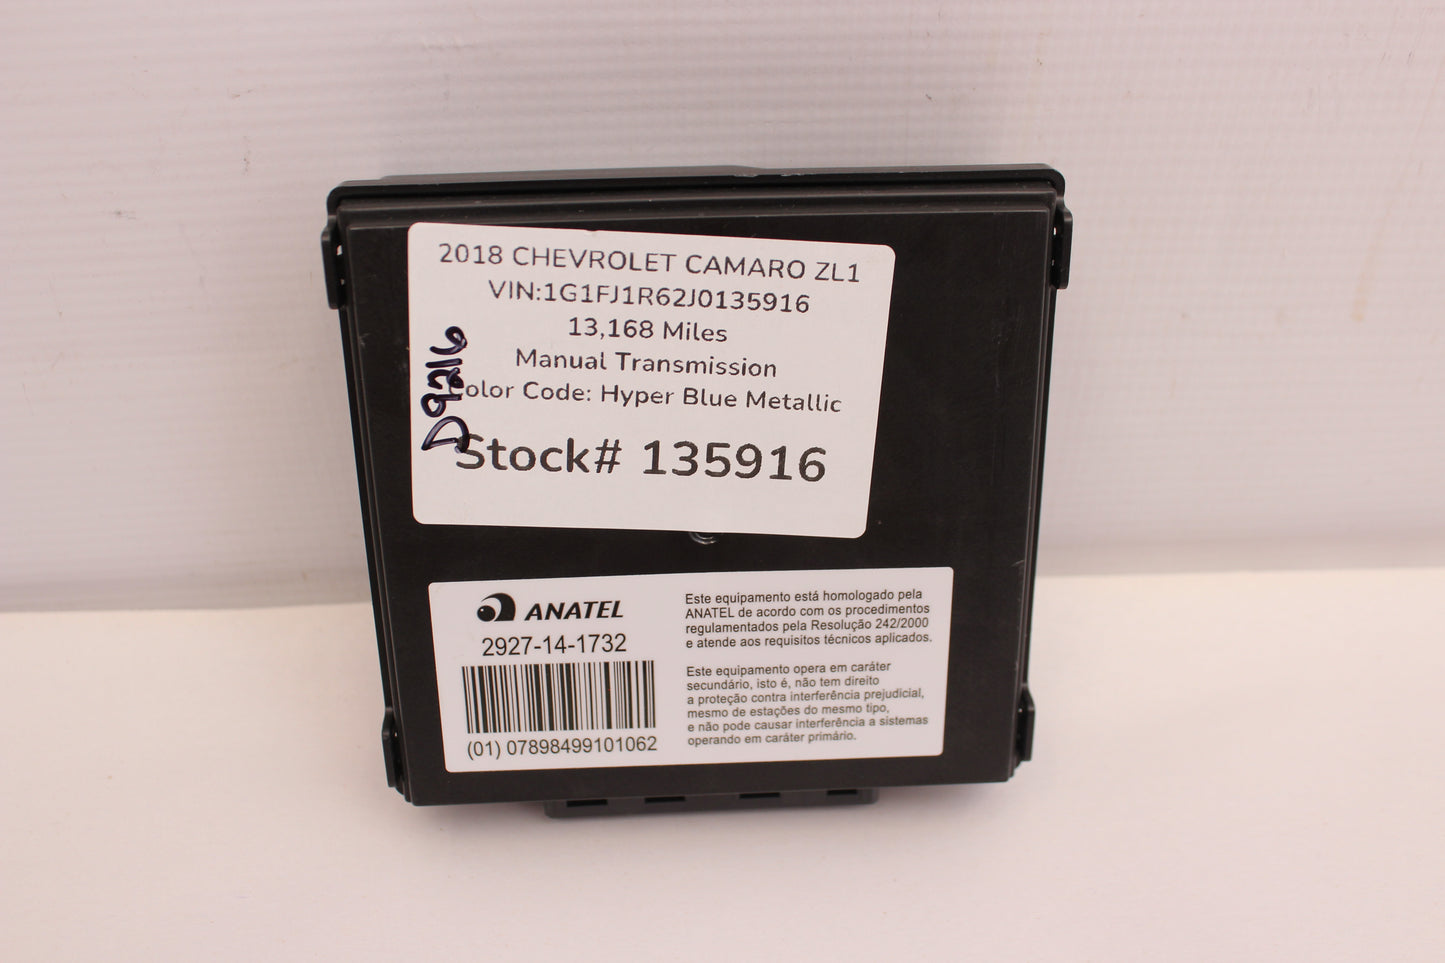 2018 CHEVROLET CAMARO ZL1
VIN:1G1FJ1R62J0135916
13,168 Miles
Manual Transmission
olor Code: Hyper Blue Metallic
Stock# 135916
D9216
ANATEL
2927-14-1732
(01) 07898499101062
Este equipamento está homologado pela
ANATEL de acordo com os procedimentos
regulamentados pela Resolução 242/2000
e atende aos requisitos técnicos aplicados.
Este equipamento opera em caráter
secundário, isto é, não tem direito
a proteção contra interferência prejudicial,
mesmo de estações do mesmo tipo,
e não pode causar interferência a sistemas
operando em caráter primário.